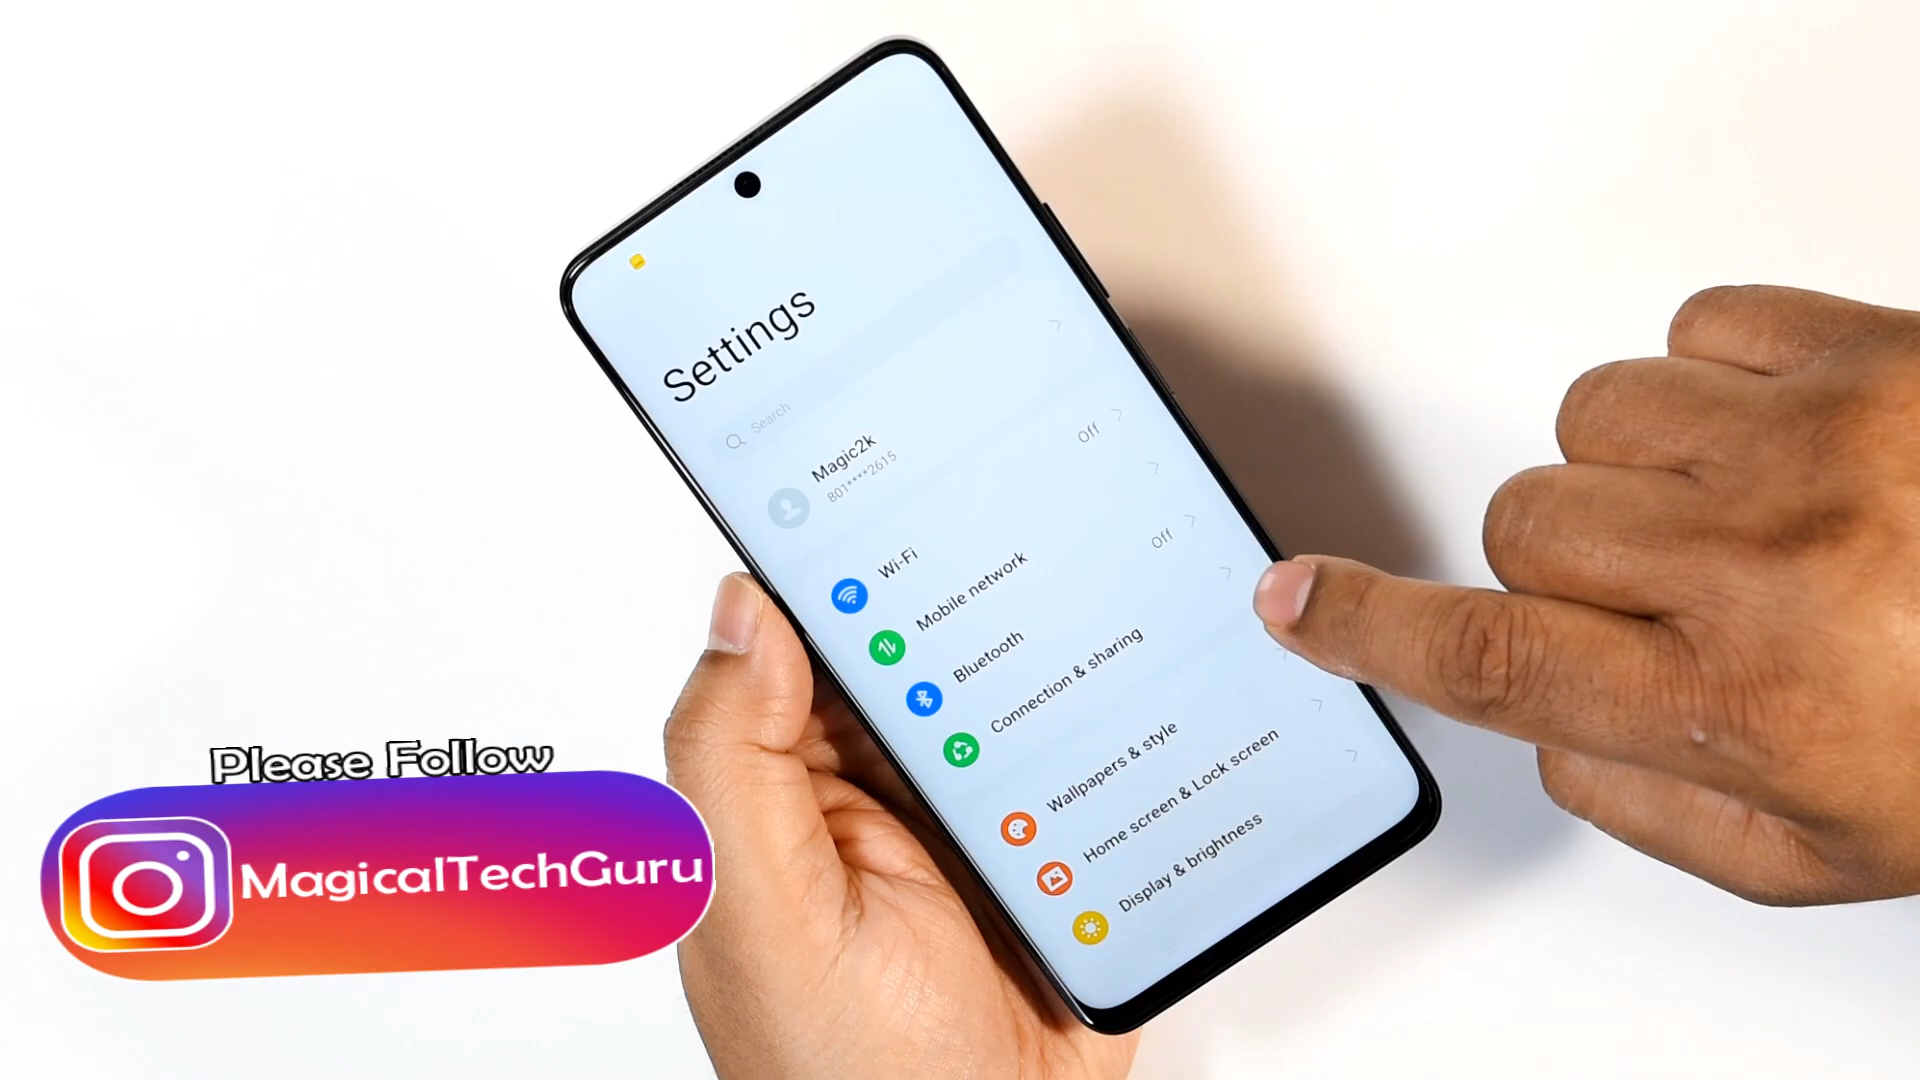 Settings
Search
Magic2k
801****2615
Wi-Fi
Off
Mobile network
Bluetooth
Off
Connection & sharing
Wallpapers & style
Home screen & Lock screen
Display & brightness
Please Follow
MagicalTechGuru